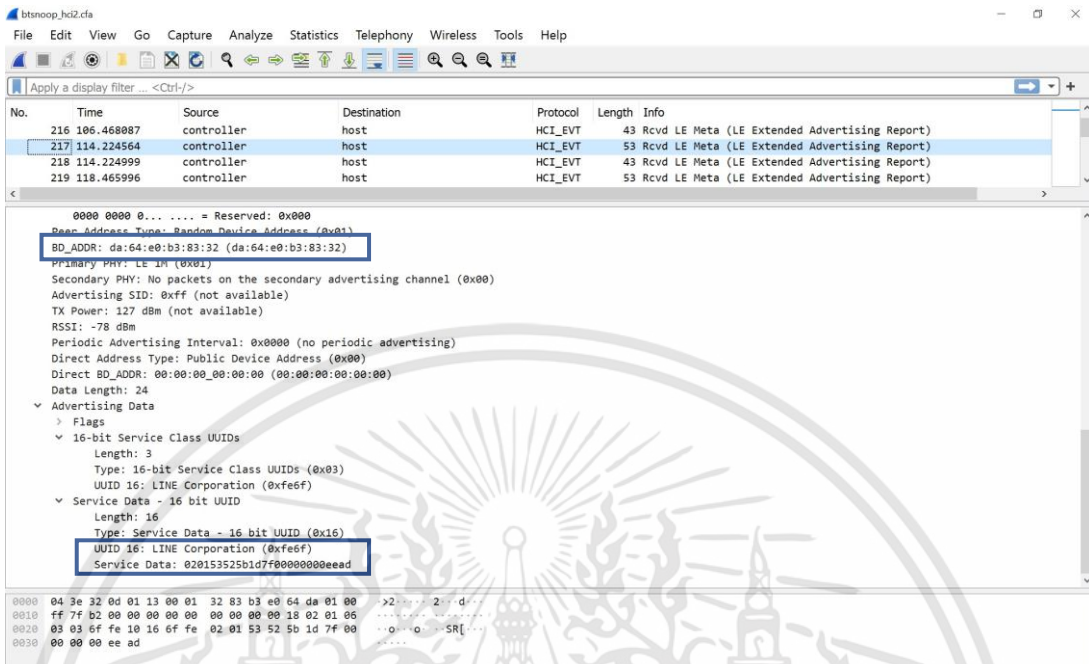 btsnoop_hci2.cfa
File Edit View Go Capture Analyze Statistics Telephony Wireless Tools Help
Apply a display filter ... <Ctrl-/>
No. Time Source Destination Protocol Length Info
216 106.468087 controller host HCI_EVT 43 Rcvd LE Meta (LE Extended Advertising Report)
217 114.224564 controller host HCI_EVT 53 Rcvd LE Meta (LE Extended Advertising Report)
218 114.224999 controller host HCI_EVT 43 Rcvd LE Meta (LE Extended Advertising Report)
219 118.465996 controller host HCI_EVT 53 Rcvd LE Meta (LE Extended Advertising Report)
0000 0000 0... .... = Reserved: 0x000
Peer Address Type: Random Device Address (0x01)
BD_ADDR: da:64:e0:b3:83:32 (da:64:e0:b3:83:32)
Primary PHY: LE 1M (0x01)
Secondary PHY: No packets on the secondary advertising channel (0x00)
Advertising SID: 0xff (not available)
TX Power: 127 dBm (not available)
RSSI: -78 dBm
Periodic Advertising Interval: 0x0000 (no periodic advertising)
Direct Address Type: Public Device Address (0x00)
Direct BD_ADDR: 00:00:00_00:00:00 (00:00:00:00:00:00)
Data Length: 24
Advertising Data
Flags
16-bit Service Class UUIDs
Length: 3
Type: 16-bit Service Class UUIDs (0x03)
UUID 16: LINE Corporation (0xfe6f)
Service Data - 16 bit UUID
Length: 16
Type: Service Data - 16 bit UUID (0x16)
UUID 16: LINE Corporation (0xfe6f)
Service Data: 020153525b1d7f00000000eead
0000 04 3e 32 0d 01 13 00 01 32 83 b3 e0 64 da 01 00 ·>2····· 2···d···
0010 ff 7f b2 00 00 00 00 00 00 00 00 00 18 02 01 06 ········ ········
0020 03 03 6f fe 10 16 6f fe 02 01 53 52 5b 1d 7f 00 ··o···o· ··SR[···
0030 00 00 00 ee ad ·····